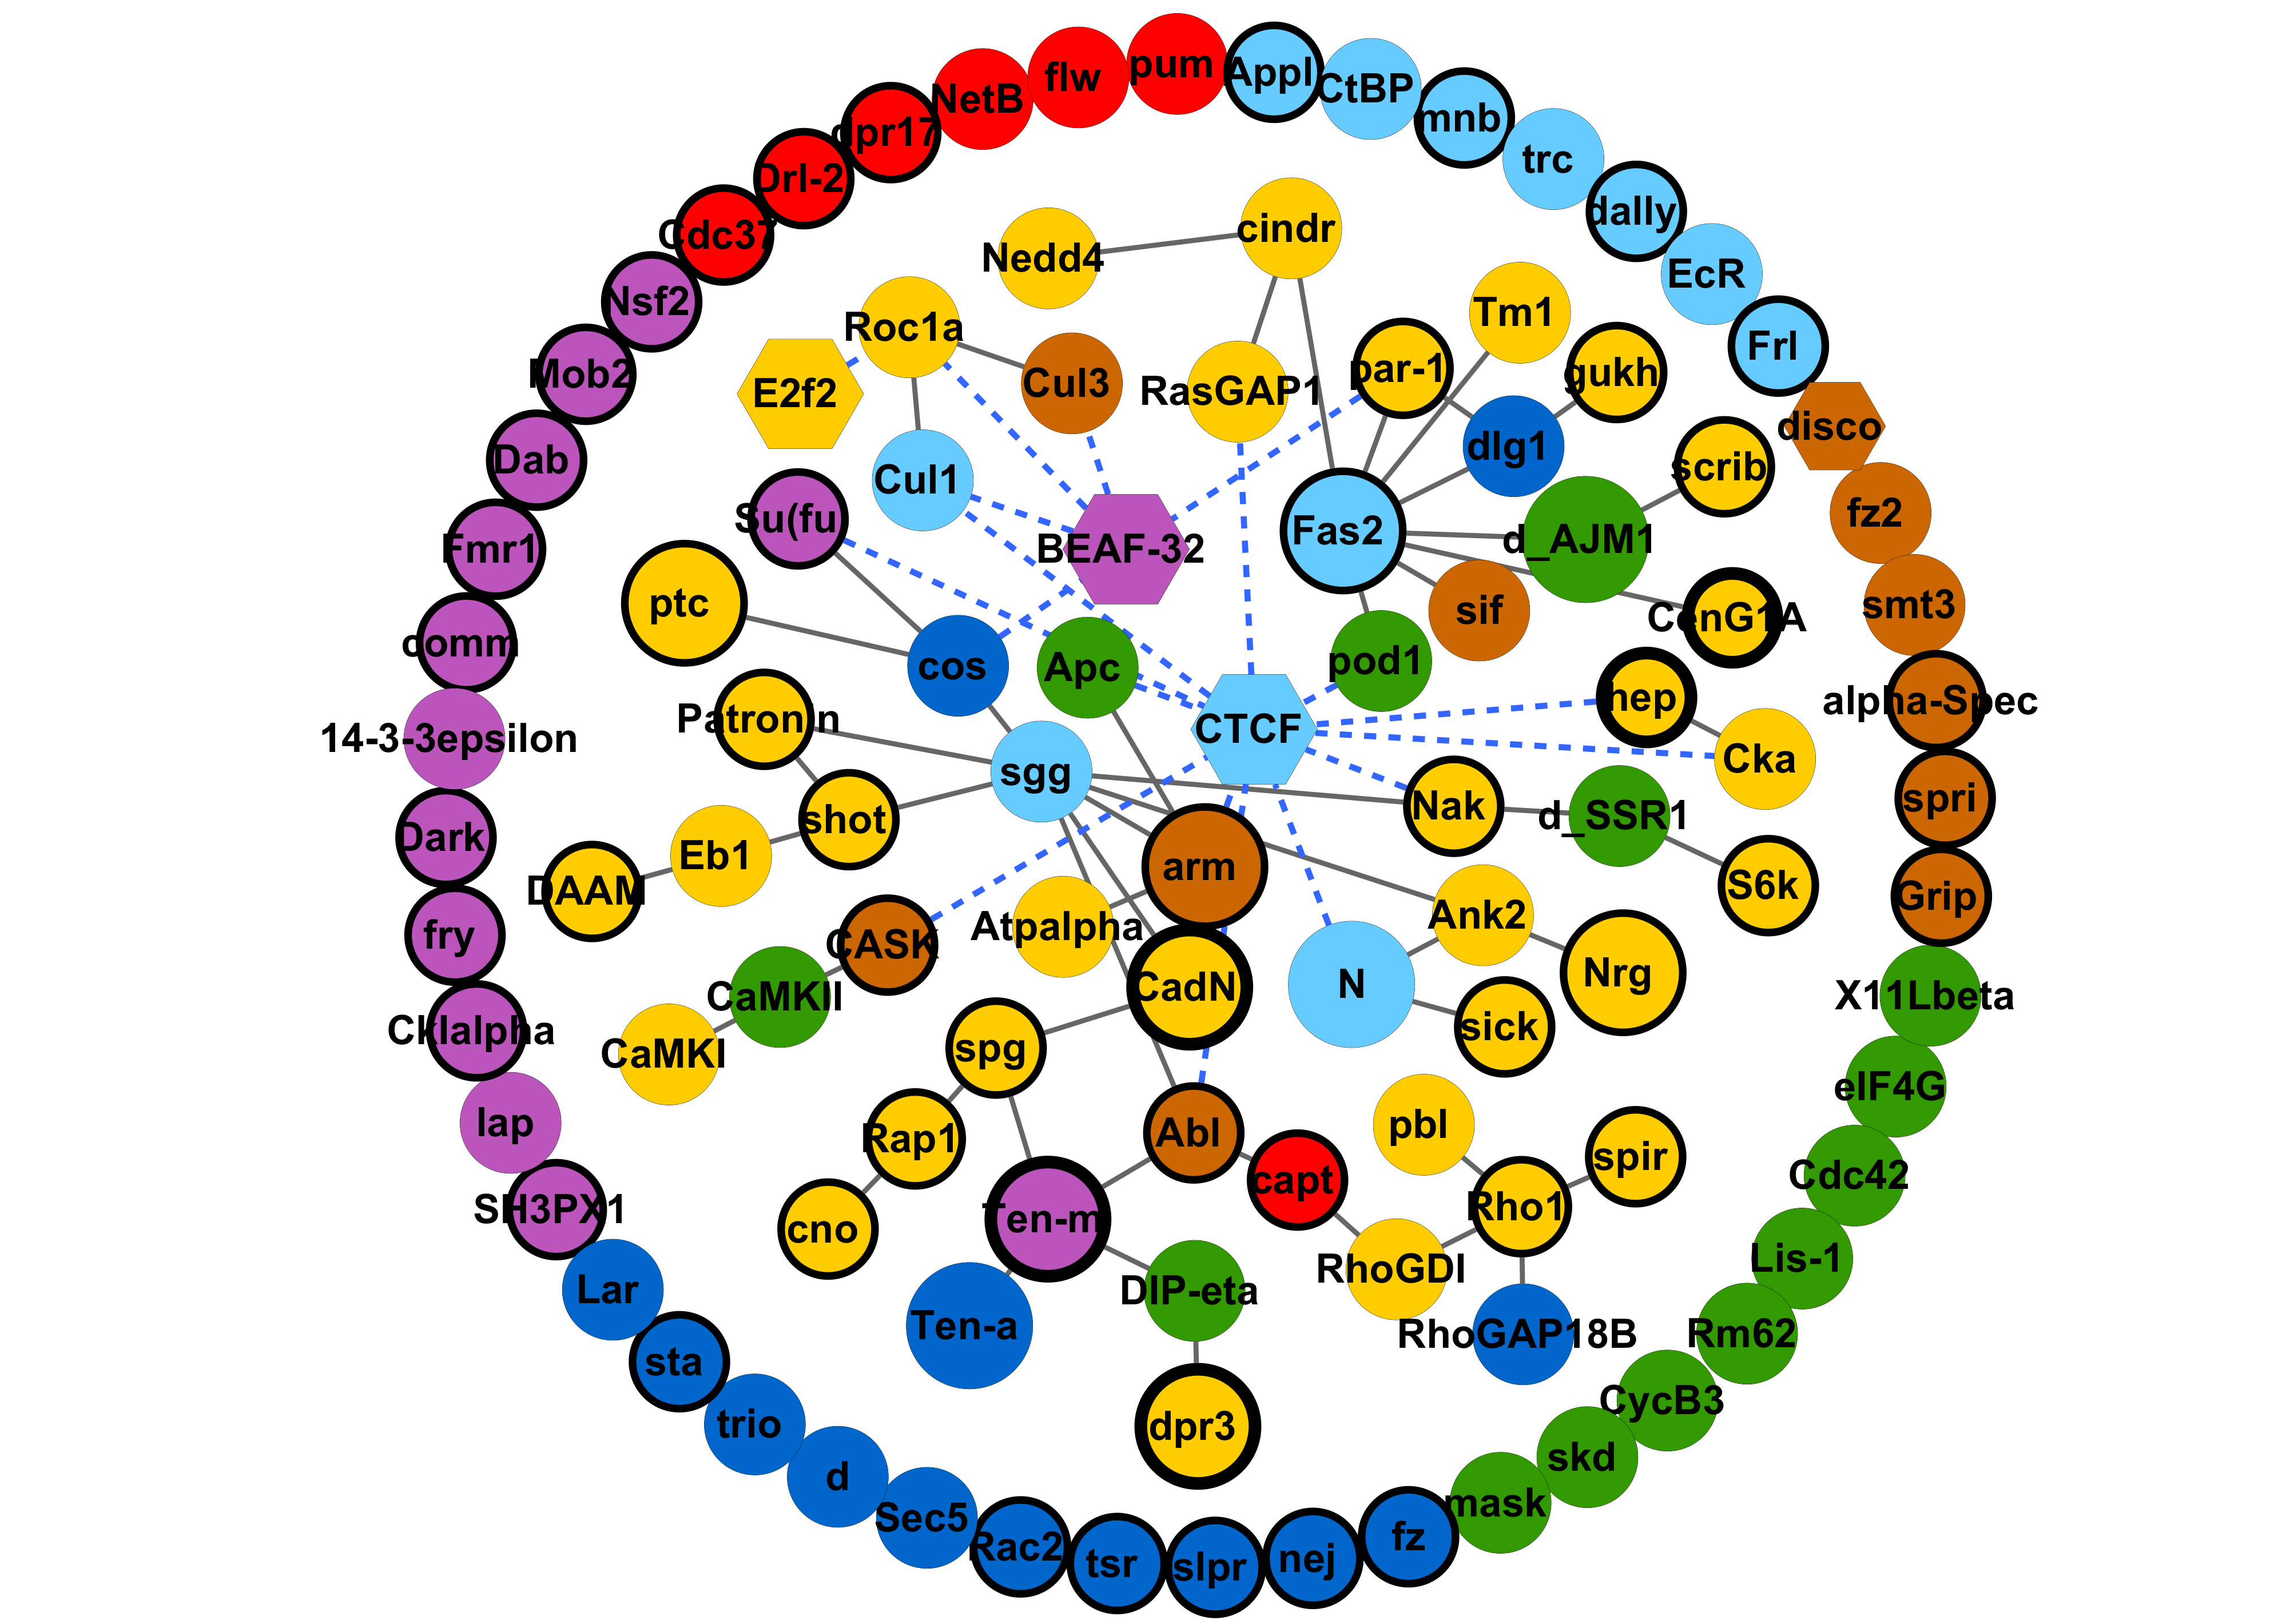 pum
Appl
flw
CtBP
NetB
mnb
dpr17
trc
Drl-2
dally
Cdc37
cindr
Nedd4
EcR
Nsf2
Tm1
Roc1a
Frl
Mob2
E2f2
Cul3
RasGAP1
par-1
gukh
disco
Dab
Cul1
dlg1
scrib
fz2
Su(fu
Fmr1
BEAF-32
Fas2
d_AJM1
ptc
sif
CenG1A
smt3
comm
cos
Apc
pod1
hep
alpha-Spec
Patronin
14-3-3epsilon
CTCF
Cka
sgg
spri
Dark
shot
Nak
d_SSR1
Eb1
arm
S6k
DAAM
Grip
fry
CASK
Atpalpha
Ank2
CaMKII
CadN
N
Nrg
X11Lbeta
CkIalpha
CaMKI
spg
sick
eIF4G
lap
Rap1
Abl
pbl
spir
Cdc42
SH3PX1
cno
Ten-m
capt
Rho1
Lar
DIP-eta
RhoGDI
Lis-1
Ten-a
RhoGAP18B
Rm62
sta
trio
dpr3
CycB3
d
skd
Sec5
mask
Rac2
tsr
slpr
nej
fz